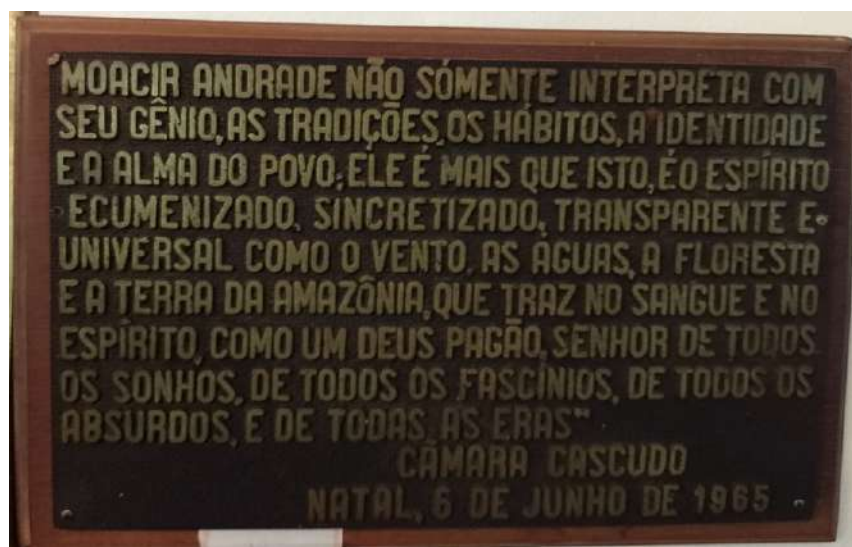 MOACIR ANDRADE NÃO SÓMENTE INTERPRETA COM
SEU GÊNIO, AS TRADIÇÕES, OS HÁBITOS, A IDENTIDADE
E A ALMA DO POVO; ELE É MAIS QUE ISTO, É O ESPÍRITO
ECUMENIZADO, SINCRETIZADO, TRANSPARENTE E
UNIVERSAL COMO O VENTO, AS ÁGUAS, A FLORESTA
E A TERRA DA AMAZÔNIA, QUE TRAZ NO SANGUE E NO
ESPÍRITO, COMO UM DEUS PAGÃO, SENHOR DE TODOS
OS SONHOS, DE TODOS OS FASCÍNIOS, DE TODOS OS
ABSURDOS, E DE TODAS, AS ERAS"
CÂMARA CASCUDO
NATAL, 6 DE JUNHO DE 1965